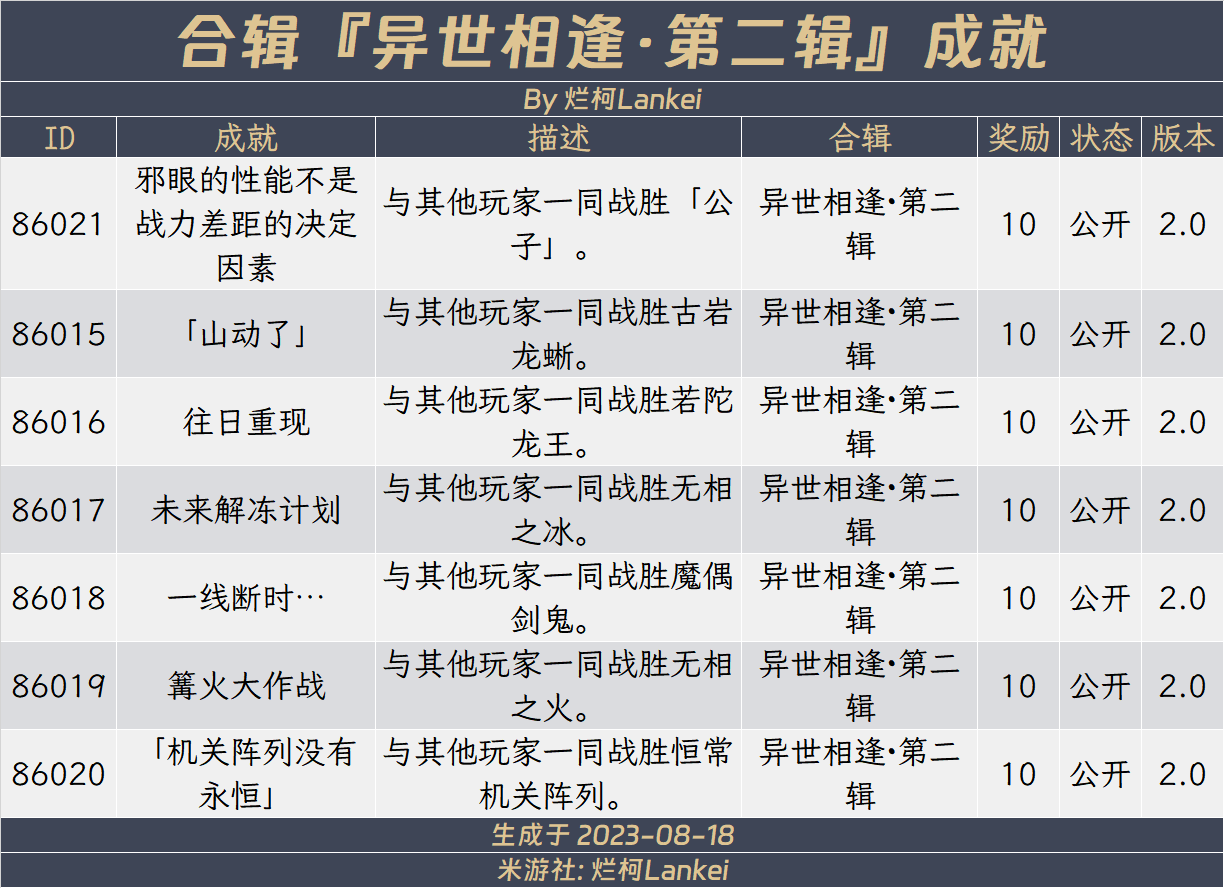 合辑『异世相逢·第二辑』成就
By 烂柯Lankei
ID 成就 描述 合辑 奖励 状态 版本
86021 邪眼的性能不是战力差距的决定因素 与其他玩家一同战胜「公子」。 异世相逢·第二辑 10 公开 2.0
86015 「山动了」 与其他玩家一同战胜古岩龙蜥。 异世相逢·第二辑 10 公开 2.0
86016 往日重现 与其他玩家一同战胜若陀龙王。 异世相逢·第二辑 10 公开 2.0
86017 未来解冻计划 与其他玩家一同战胜无相之冰。 异世相逢·第二辑 10 公开 2.0
86018 一线断时… 与其他玩家一同战胜魔偶剑鬼。 异世相逢·第二辑 10 公开 2.0
86019 篝火大作战 与其他玩家一同战胜无相之火。 异世相逢·第二辑 10 公开 2.0
86020 「机关阵列没有永恒」 与其他玩家一同战胜恒常机关阵列。 异世相逢·第二辑 10 公开 2.0
生成于 2023-08-18
米游社: 烂柯Lankei